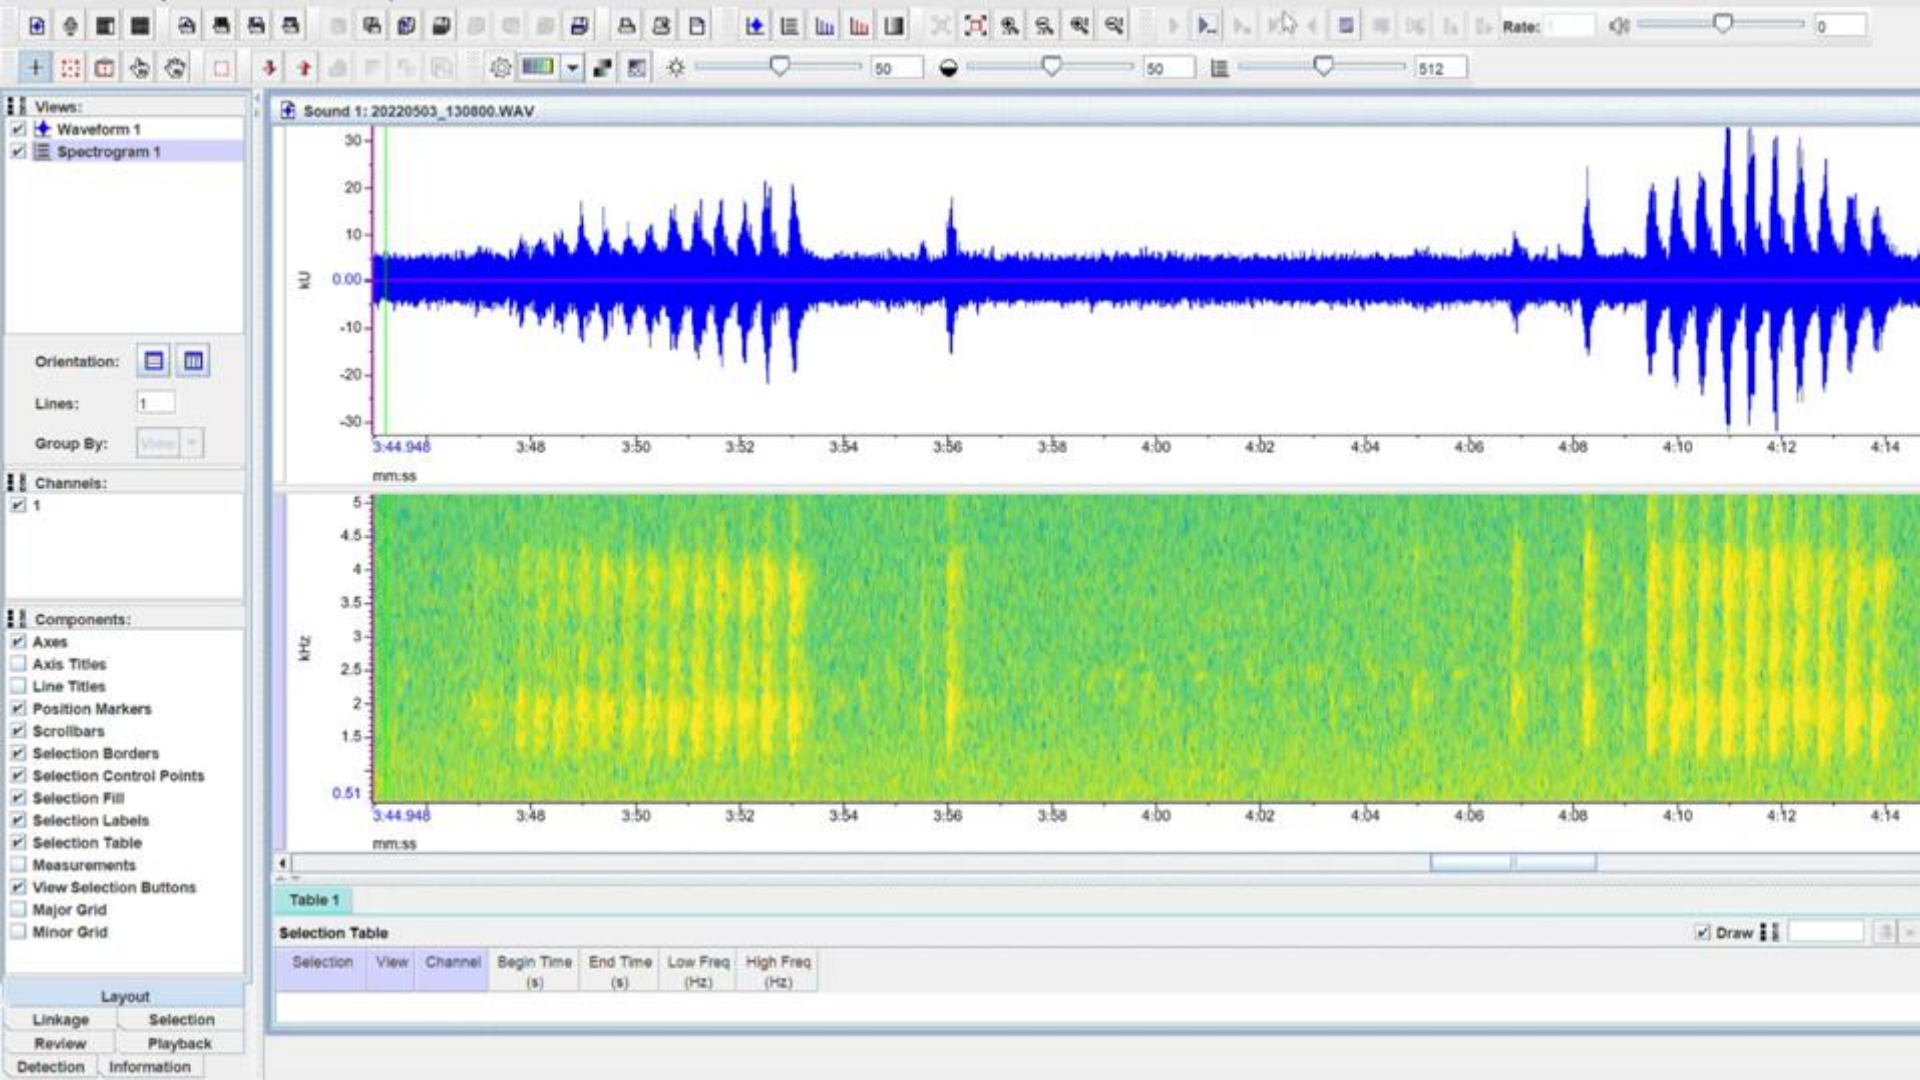 Rate:
0
50
50
512
Views:
Waveform 1
Spectrogram 1
Orientation:
Lines:
1
Group By:
View
Channels:
1
Components:
Axes
Axis Titles
Line Titles
Position Markers
Scrollbars
Selection Borders
Selection Control Points
Selection Fill
Selection Labels
Selection Table
Measurements
View Selection Buttons
Major Grid
Minor Grid
Layout
Linkage Selection
Review Playback
Detection Information
Sound 1: 20220503_130800.WAV
30
20
10
kU
0.00
-10
-20
-30
3:44.948 3:48 3:50 3:52 3:54 3:56 3:58 4:00 4:02 4:04 4:06 4:08 4:10 4:12 4:14
mm:ss
5
4.5
4
3.5
3
kHz
2.5
2
1.5
0.51
3:44.948 3:48 3:50 3:52 3:54 3:56 3:58 4:00 4:02 4:04 4:06 4:08 4:10 4:12 4:14
mm:ss
Table 1
Selection Table
Draw
Selection View Channel Begin Time End Time Low Freq High Freq
(s) (s) (Hz) (Hz)